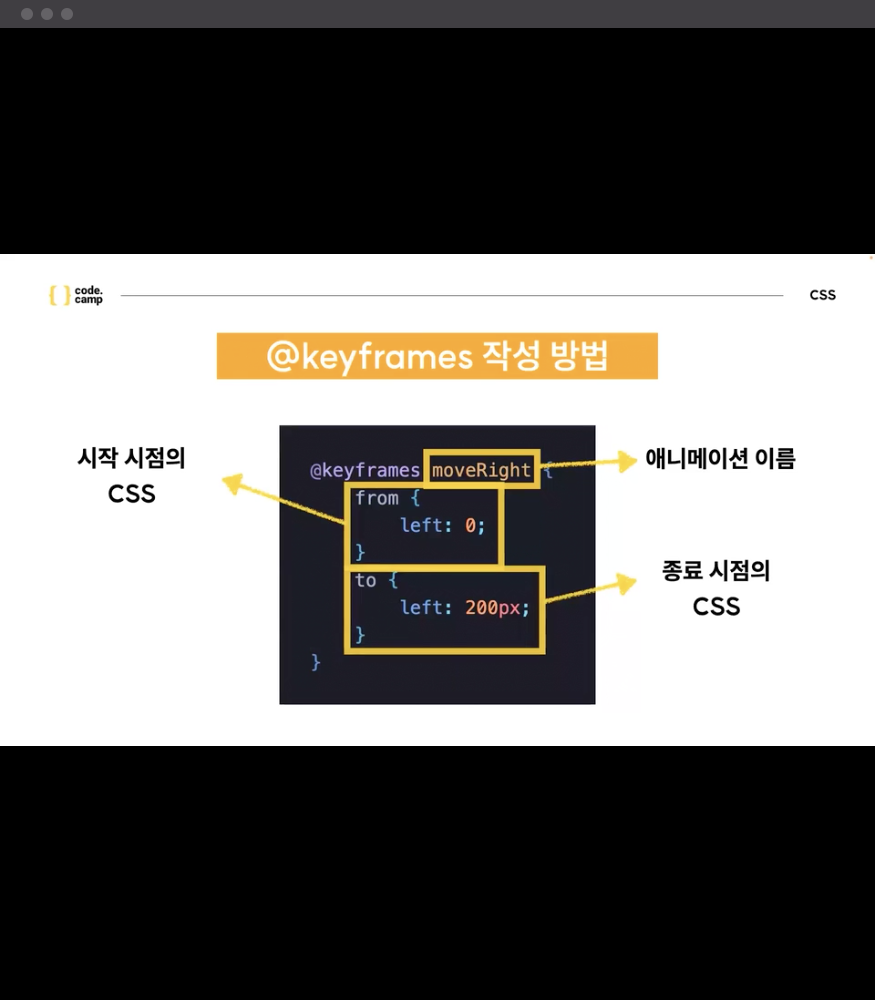 { } code.
camp
CSS
@keyframes 작성 방법
시작 시점의
CSS
@keyframes moveRight {
from {
left: 0;
}
to {
left: 200px;
}
}
애니메이션 이름
종료 시점의
CSS